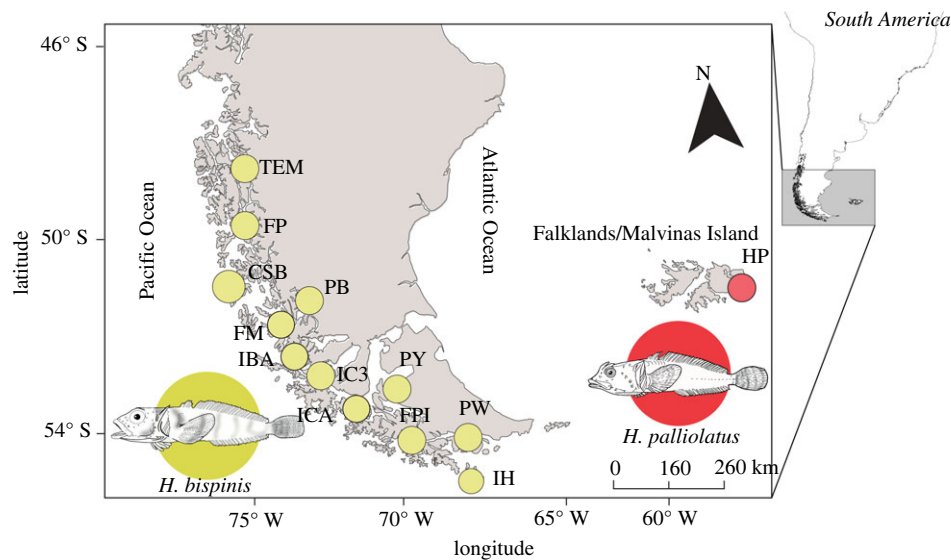 South America
46° S
50° S
54° S
latitude
Pacific Ocean
Atlantic Ocean
N
TEM
FP
CSB
PB
FM
IBA
IC3
PY
ICA
FPI
PW
IH
Falklands/Malvinas Island
HP
H. bispinis
H. palliolatus
0 160 260 km
75° W 70° W 65° W 60° W
longitude